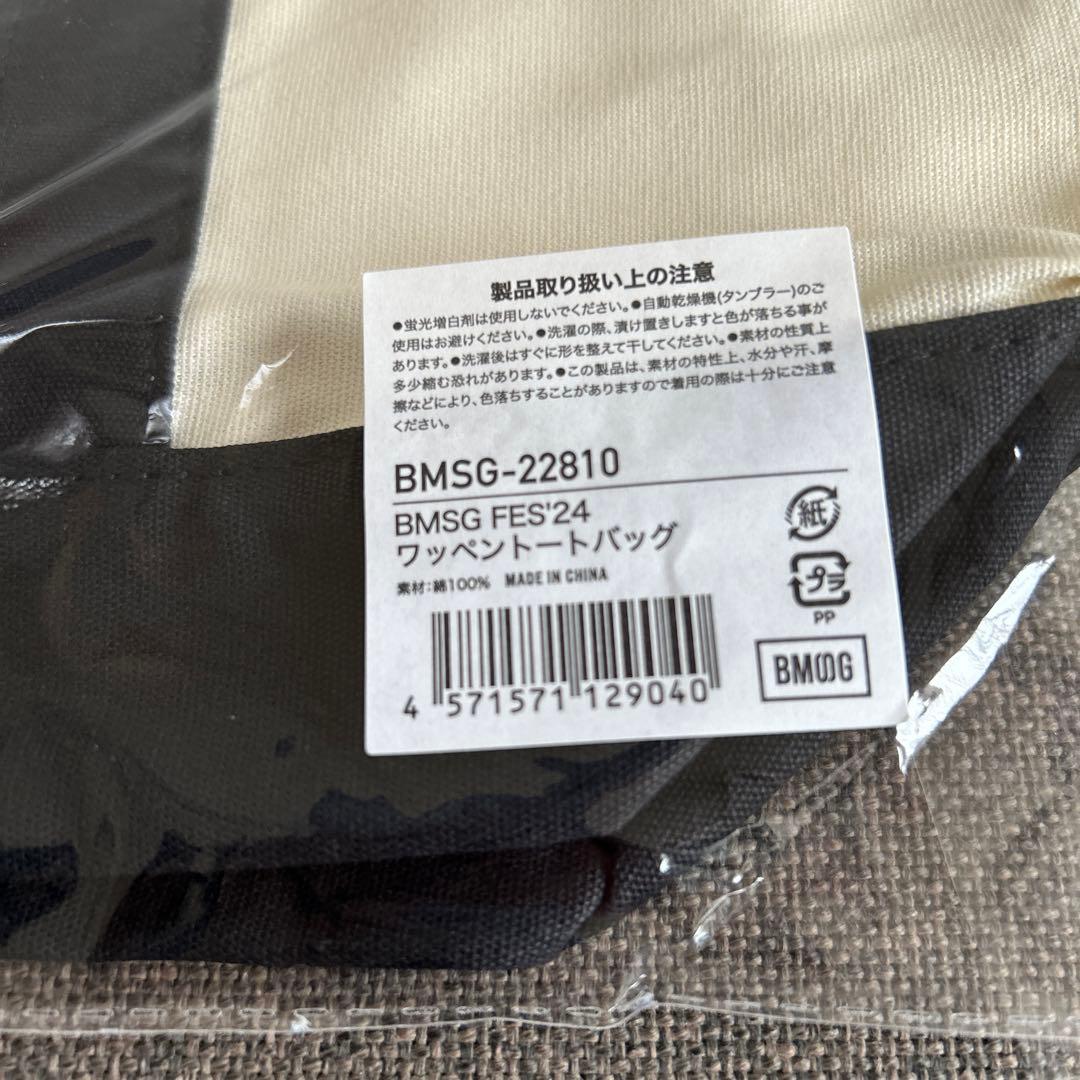 製品取り扱い上の注意
●蛍光増白剤は使用しないでください。●自動乾燥機(タンブラー)のご
使用はお避けください。●洗濯の際、漬け置きしますと色が落ちる事が
あります。●洗濯後はすぐに形を整えて干してください。●素材の性質上
多少縮む恐れがあります。●この製品は、素材の特性上、水分や汗、摩
擦などにより、色落ちすることがありますので着用の際は十分にご注意
ください。
BMSG-22810
BMSG FES'24
ワッペントートバッグ
素材:綿100% MADE IN CHINA
紙
プラ
PP
BMSG
4 571571 129040